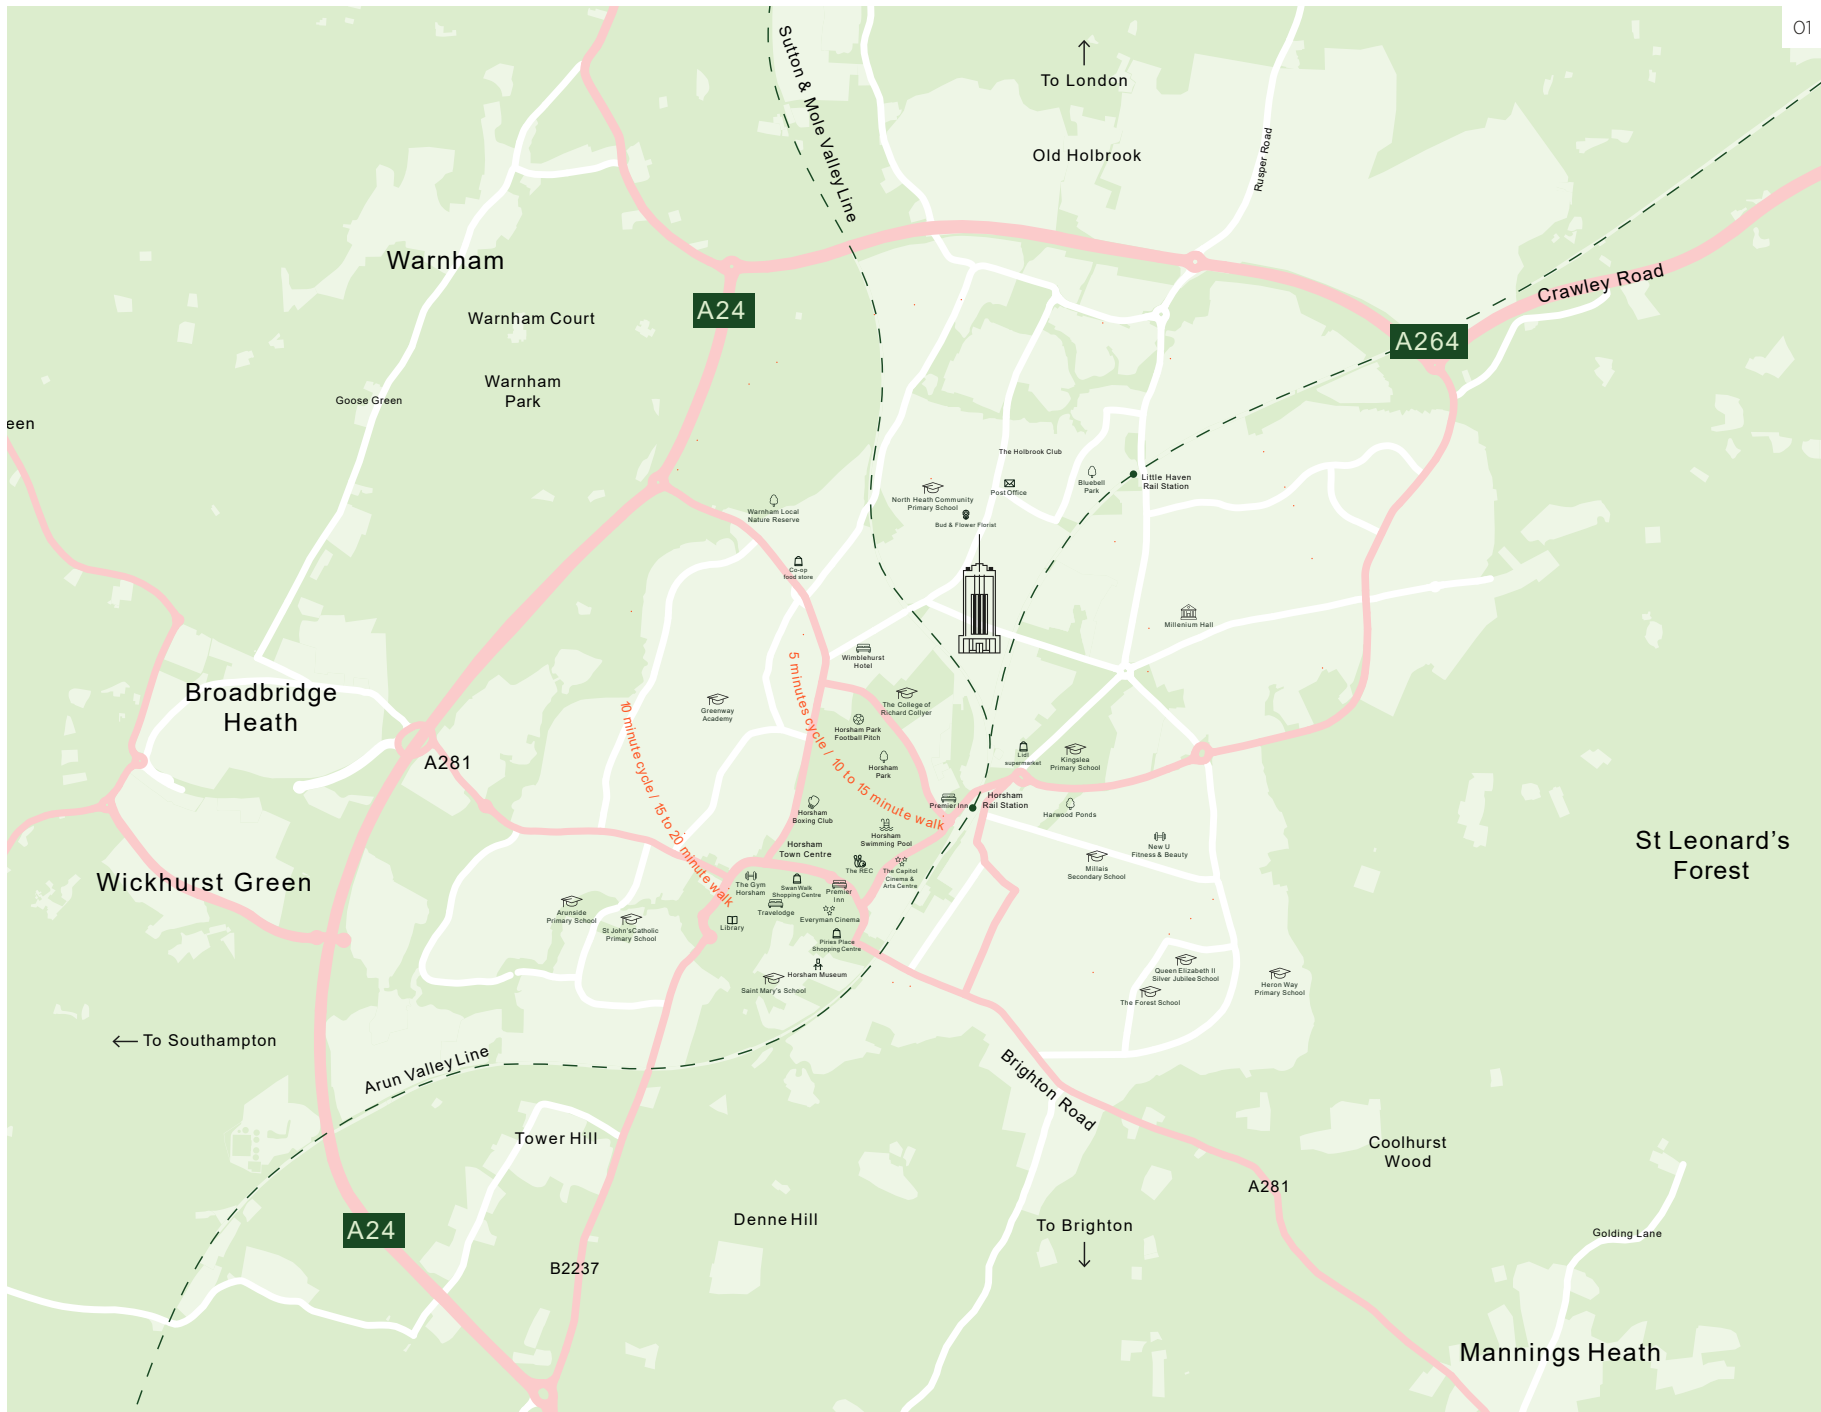 01
Sutton & Mole Valley Line
To London
Old Holbrook
Rusper Road
Warnham
Crawley Road
A24
Warnham Court
A264
Warnham
Park
Goose Green
een
The Holbrook Club
Little Haven
Rail Station
Bluebell
Park
Post Office
North Heath Community
Primary School
Bud & Flower Florist
Warnham Local
Nature Reserve
Co-op
food store
Millenium Hall
Wimblehurst
Hotel
5 minutes cycle / 10 to 15 minute walk
10 minute cycle / 15 to 20 minute walk
Broadbridge
Heath
Greenway
Academy
The College of
Richard Collyer
Horsham Park
Football Pitch
A281
Horsham
Park
Lidl
supermarket
Kingslea
Primary School
Premier Inn
Horsham
Rail Station
Horsham
Boxing Club
Harwood Ponds
Horsham
Swimming Pool
Horsham
Town Centre
New U
Fitness & Beauty
St Leonard's
Forest
Millais
Secondary School
The REC
The Capitol
Cinema &
Arts Centre
Wickhurst Green
The Gym
Horsham
Swan Walk
Shopping Centre
Premier
Inn
Travelodge
Everyman Cinema
Library
Arunside
Primary School
St John'sCatholic
Primary School
Piries Place
Shopping Centre
Horsham Museum
Saint Mary's School
Queen Elizabeth II
Silver Jubilee School
Heron Way
Primary School
The Forest School
To Southampton
Arun Valley Line
Brighton Road
Tower Hill
Coolhurst
Wood
A281
Denne Hill
To Brighton
A24
Golding Lane
B2237
Mannings Heath